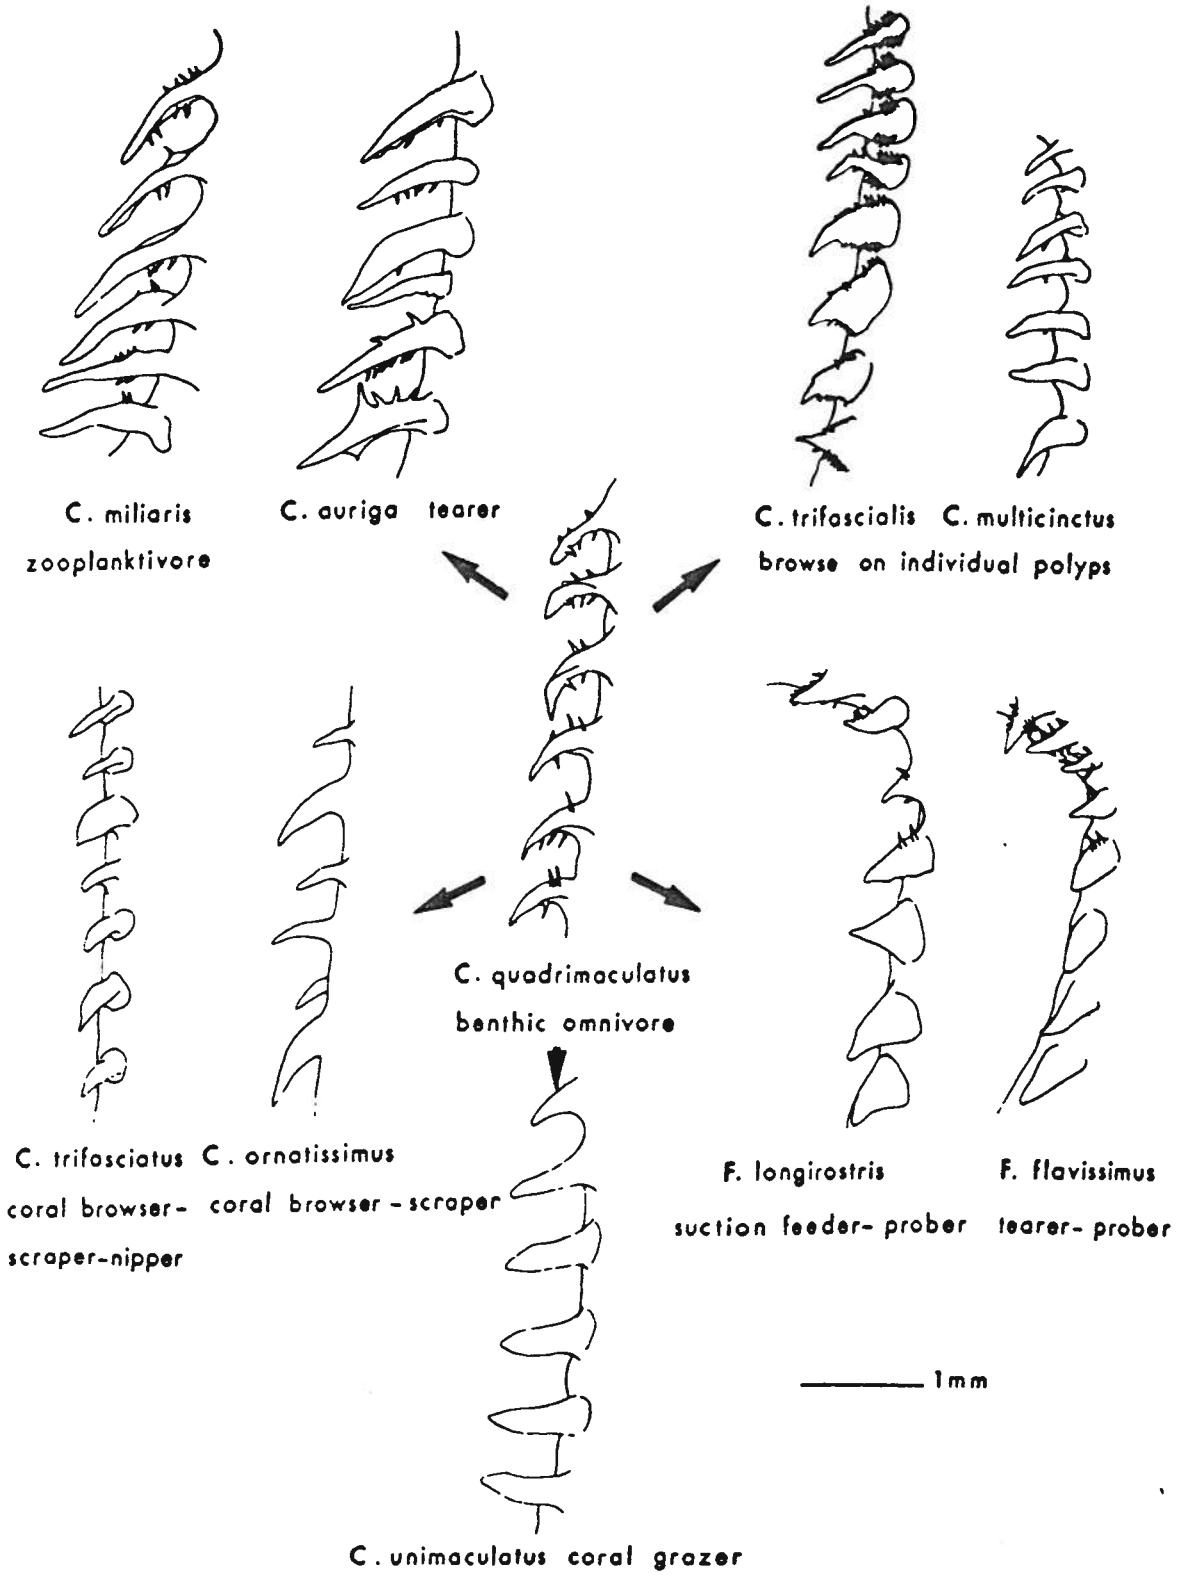 C. miliaris
zooplanktivore
C. auriga tearer
C. trifascialis C. multicinctus
browse on individual polyps
C. quadrimaculatus
benthic omnivore
C. trifasciatus
coral browser-
scraper-nipper
C. ornatissimus
coral browser-scraper
F. longirostris
suction feeder-prober
F. flavissimus
tearer-prober
1mm
C. unimaculatus coral grazer